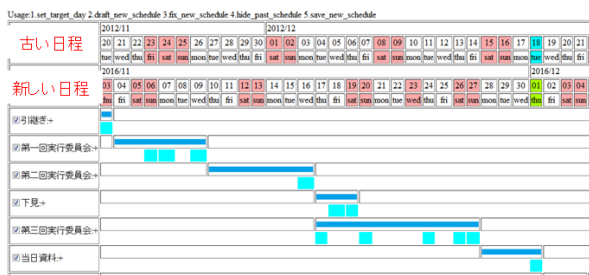 Usage:1.set_target_day 2.draft_new_schedule 3.fix_new_schedule 4.hide_past_schedule 5.save_new_schedule
2012/11 2012/12
古い日程 20 21 22 23 24 25 26 27 28 29 30 01 02 03 04 05 06 07 08 09 10 11 12 13 14 15 16 17 18 19 20 21
tue wed thu fri sat sun mon tue wed thu fri sat sun mon tue wed thu fri sat sun mon tue wed thu fri sat sun mon tue wed thu fri
2016/11 2016/12
新しい日程 03 04 05 06 07 08 09 10 11 12 13 14 15 16 17 18 19 20 21 22 23 24 25 26 27 28 29 30 01 02 03 04
thu fri sat sun mon tue wed thu fri sat sun mon tue wed thu fri sat sun mon tue wed thu fri sat sun mon tue wed thu fri sat sun
引継ぎ:+
第一回実行委員会:+
第二回実行委員会:+
下見:+
第三回実行委員会:+
当日資料:+